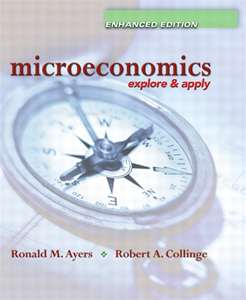 ENHANCED EDITION
microeconomics
explore & apply
Ronald M. Ayers ❖ Robert A. Collinge